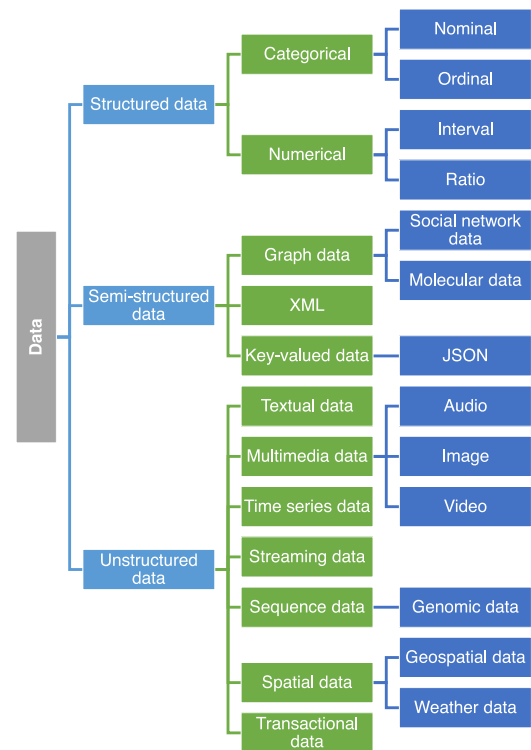 Data
Structured data
Categorical
Nominal
Ordinal
Numerical
Interval
Ratio
Semi-structured
data
Graph data
Social network
data
Molecular data
XML
Key-valued data
JSON
Unstructured
data
Textual data
Multimedia data
Audio
Image
Video
Time series data
Streaming data
Sequence data
Genomic data
Spatial data
Geospatial data
Weather data
Transactional
data